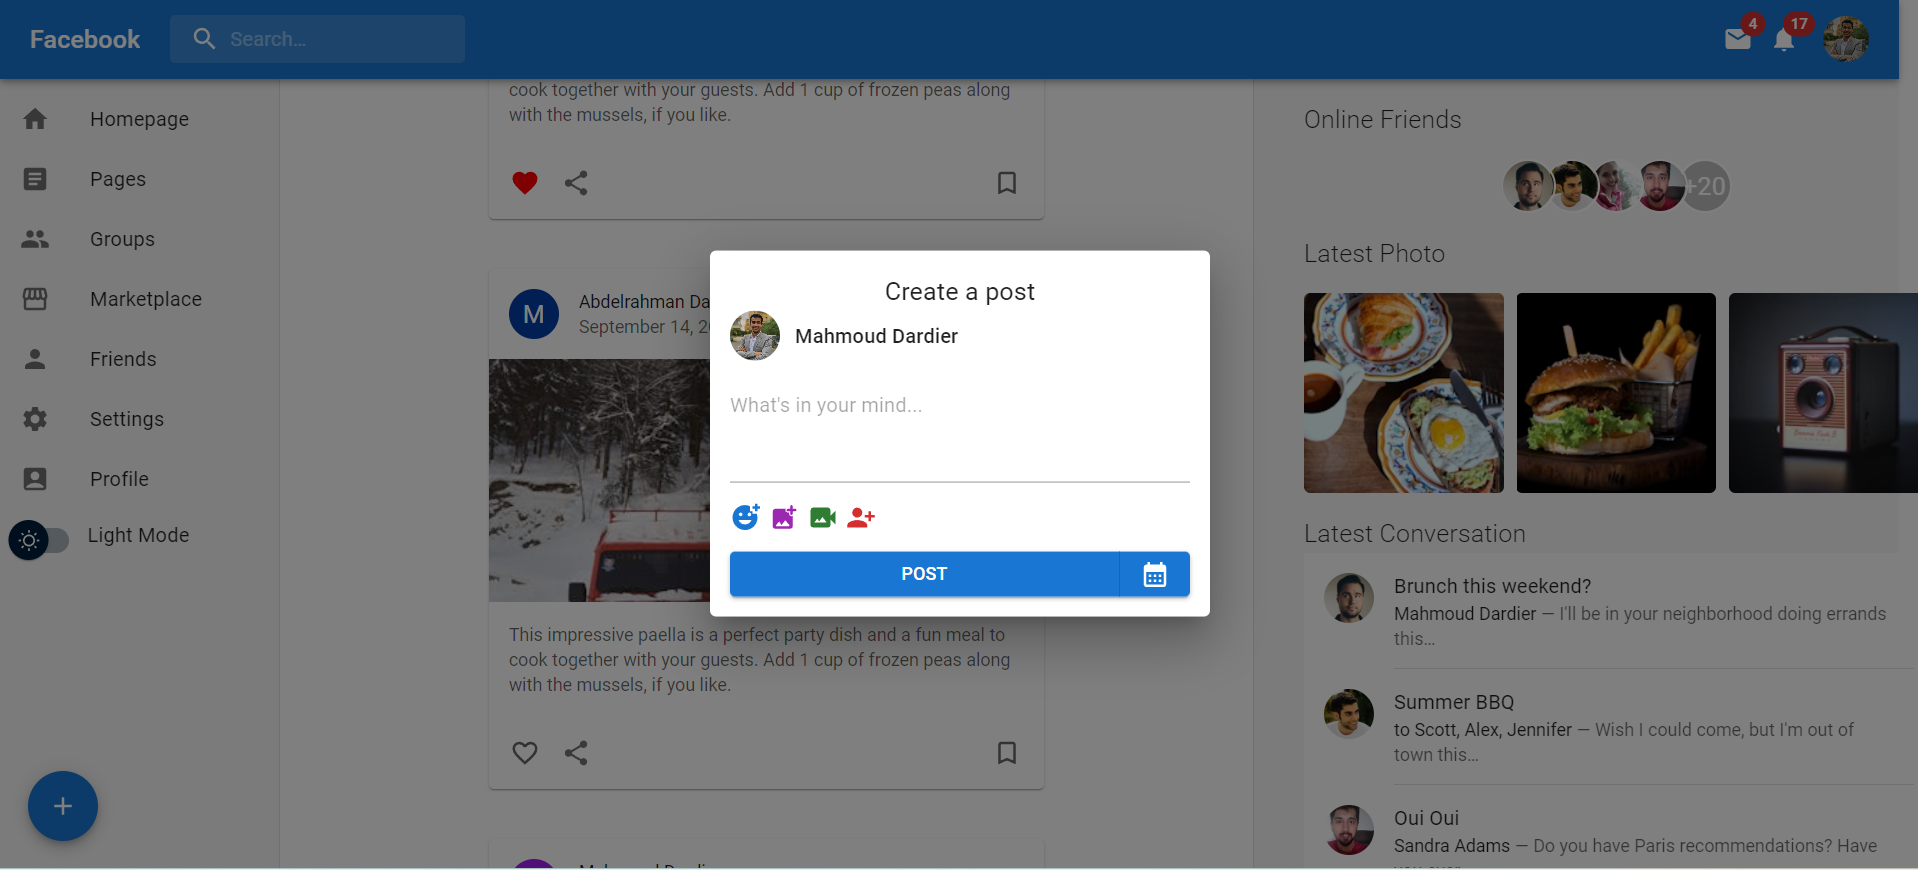 Facebook
Search...
4
17
Homepage
Pages
Groups
Marketplace
Friends
Settings
Profile
Light Mode
+
cook together with your guests. Add 1 cup of frozen peas along
with the mussels, if you like.
M
Abdelrahman Da
September 14, 2
This impressive paella is a perfect party dish and a fun meal to
cook together with your guests. Add 1 cup of frozen peas along
with the mussels, if you like.
Create a post
Mahmoud Dardier
What's in your mind...
POST
Online Friends
+20
Latest Photo
Latest Conversation
Brunch this weekend?
Mahmoud Dardier — I'll be in your neighborhood doing errands
this...
Summer BBQ
to Scott, Alex, Jennifer — Wish I could come, but I'm out of
town this...
Oui Oui
Sandra Adams — Do you have Paris recommendations? Have